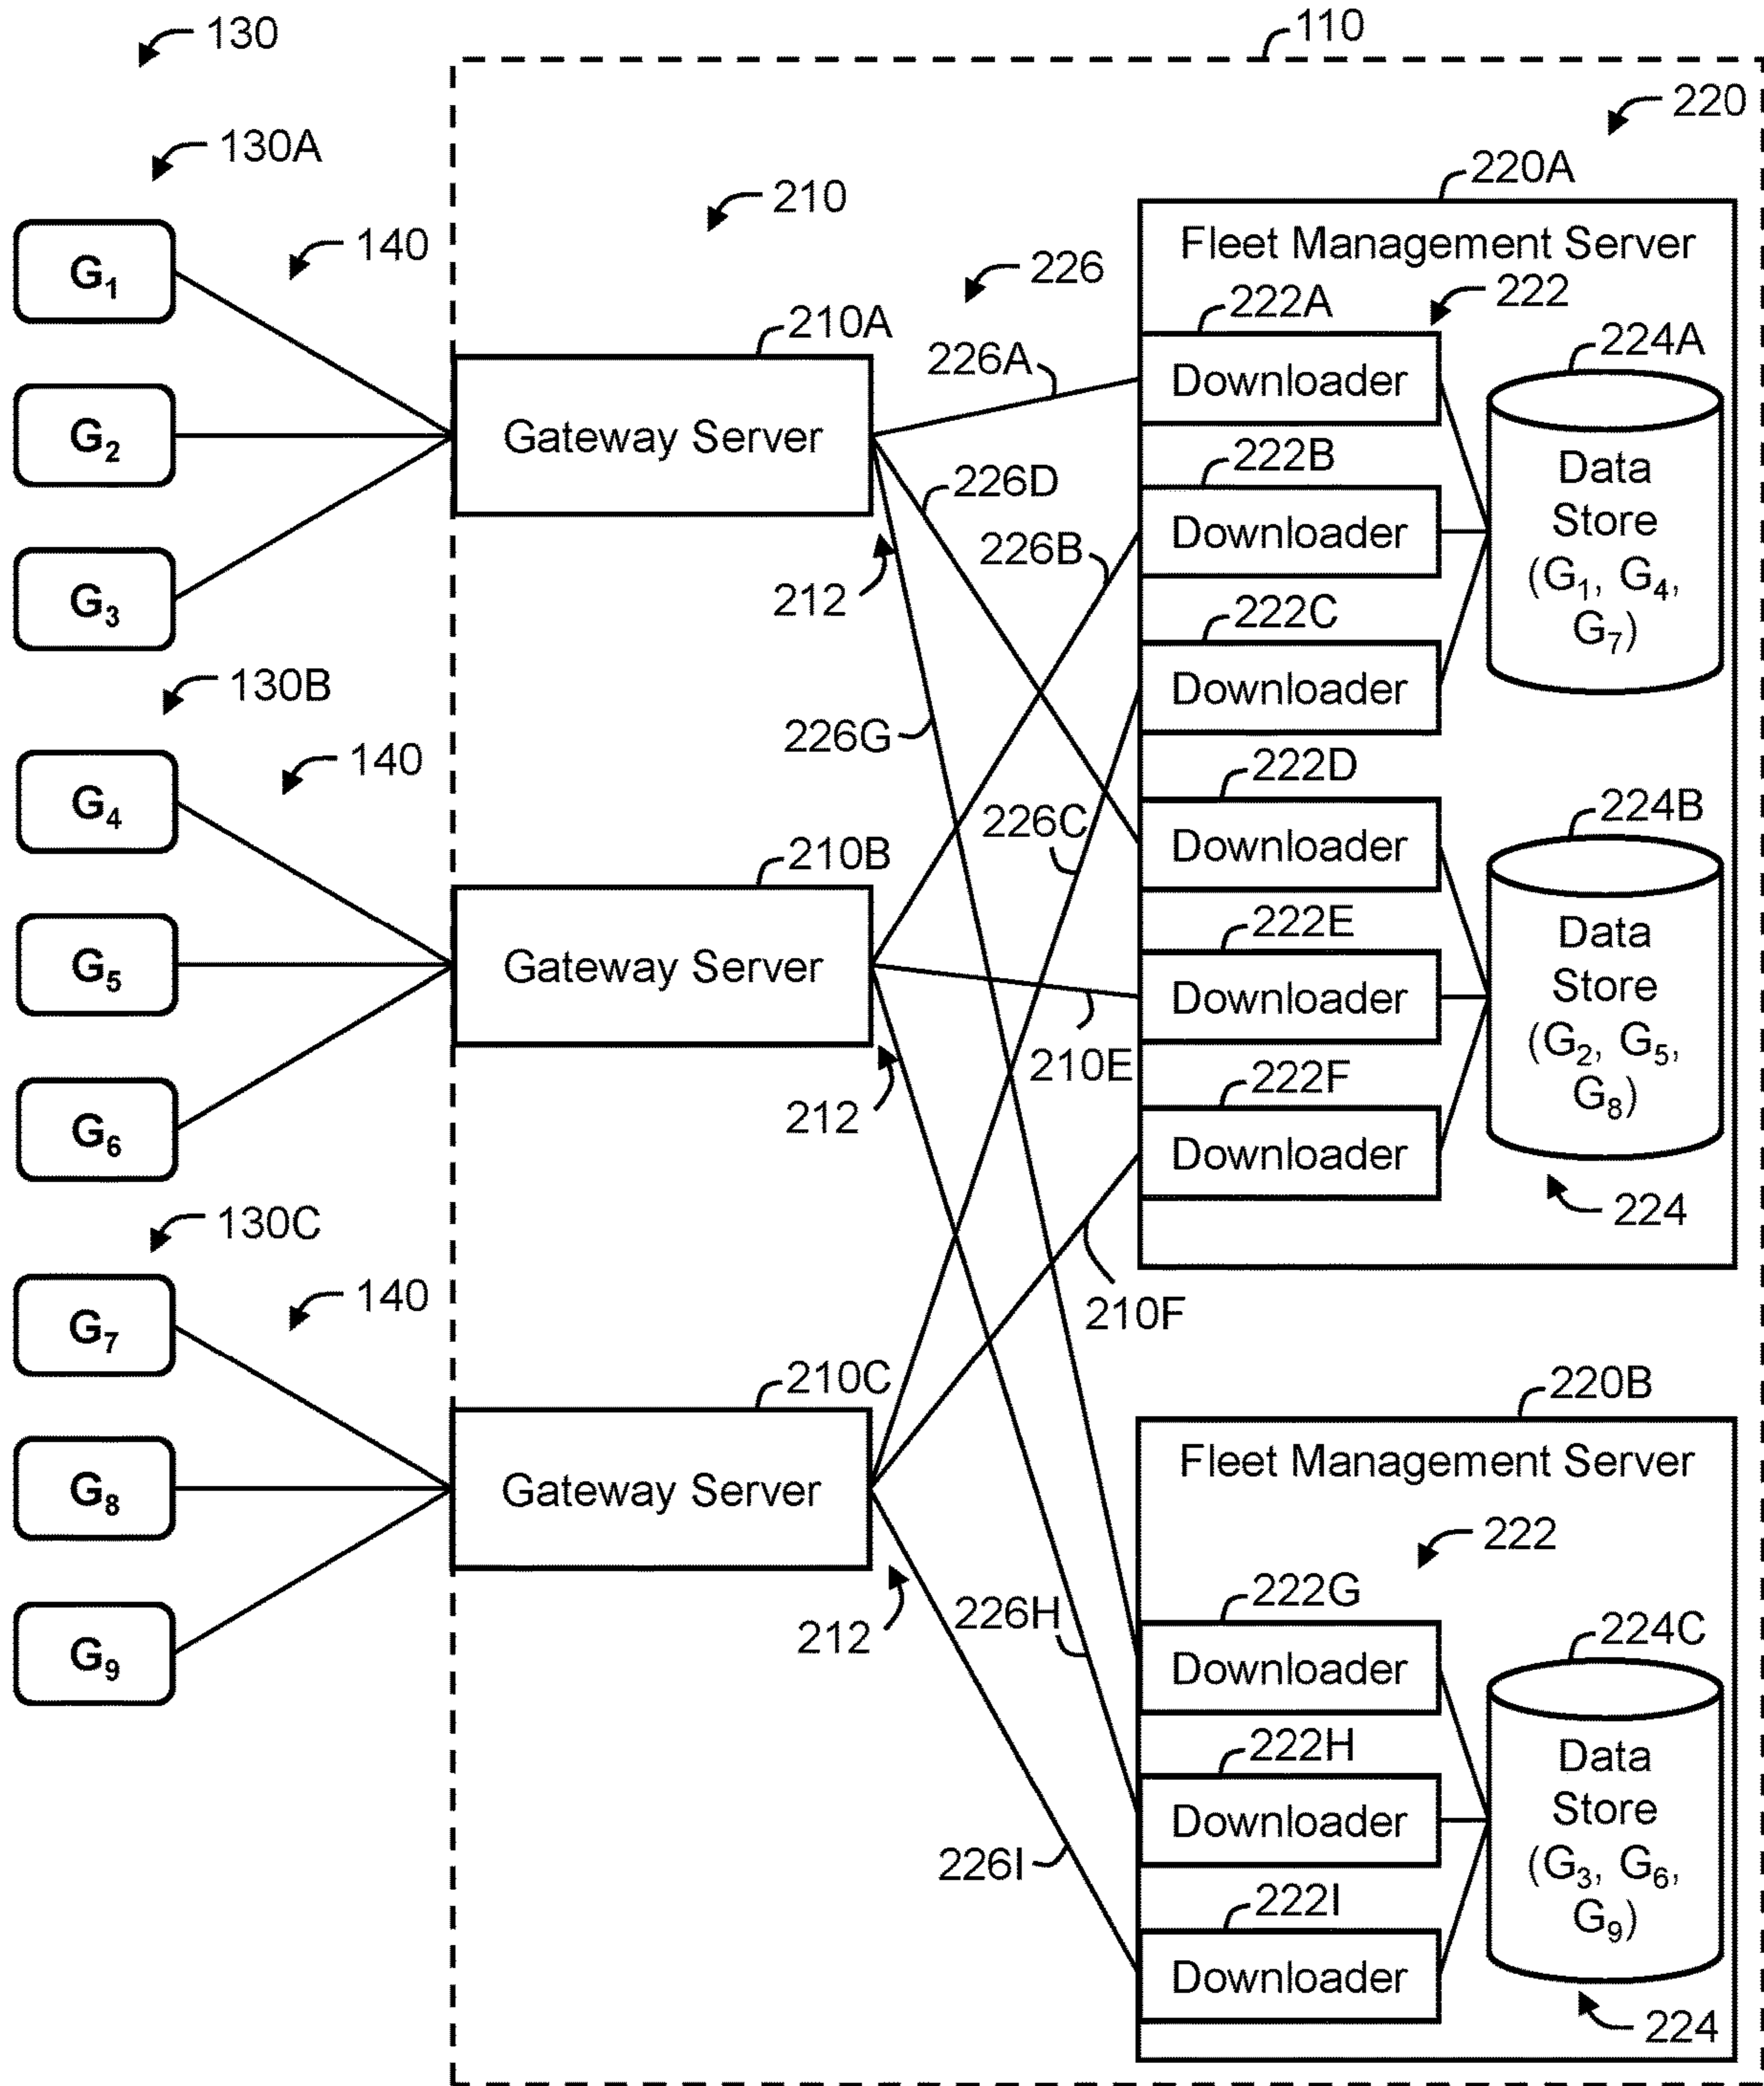 130
110
220
130A
220A
210
140
Fleet Management Server
G₁
226
222A
222
210A
226A
224A
Downloader
G₂
Gateway Server
222B
Data
226D
Store
Downloader
226B
(G₁, G₄,
G₃
212
222C
G₇)
130B
Downloader
226G
140
222D
G₄
226C
224B
Downloader
210B
222E
Data
G₅
Gateway Server
Store
Downloader
(G₂, G₅,
210E
222F
G₈)
G₆
212
Downloader
130C
224
140
210F
G₇
210C
220B
Fleet Management Server
G₈
Gateway Server
222
222G
226H
212
224C
G₉
Downloader
222H
Data
Store
Downloader
226I
(G₃, G₆,
222I
G₉)
Downloader
224